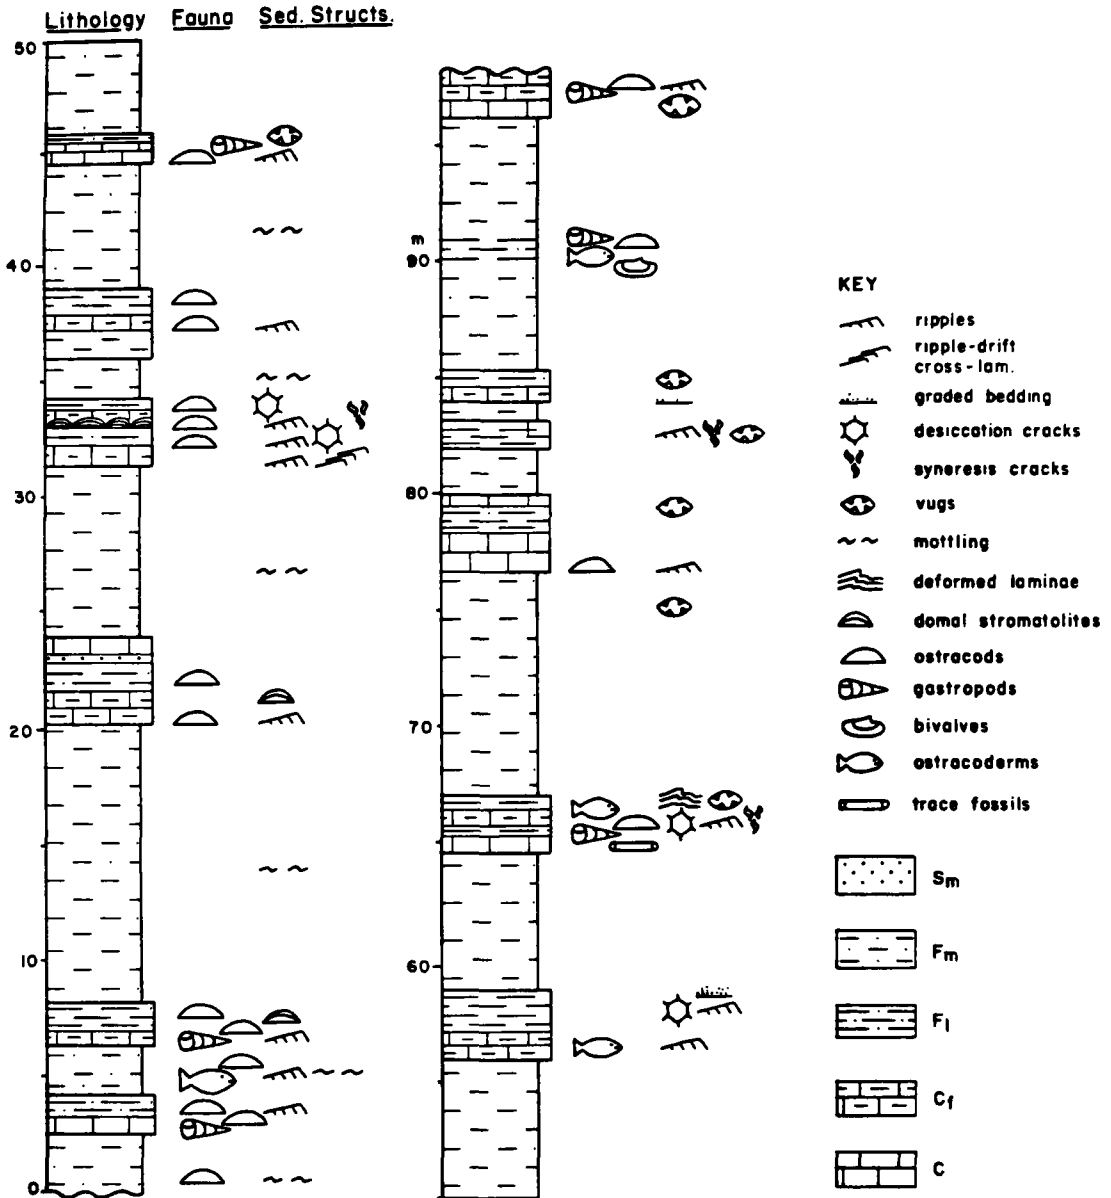 Lithology Fauna Sed. Structs.
50
40
30
20
10
0
m
90
80
70
60
KEY
ripples
ripple-drift
cross-lam.
graded bedding
desiccation cracks
syneresis cracks
vugs
mottling
deformed laminae
domal stromatolites
ostracods
gastropods
bivalves
ostracoderms
trace fossils
Sm
Fm
Fl
Cf
C